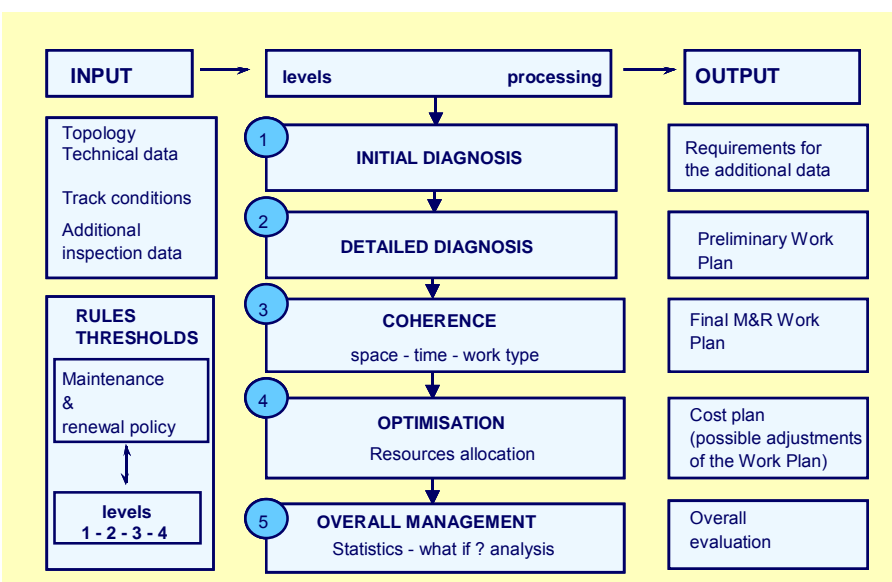 INPUT
levels processing
OUTPUT
Topology
Technical data
Track conditions
Additional
inspection data
RULES
THRESHOLDS
Maintenance
&
renewal policy
levels
1 - 2 - 3 - 4
1
INITIAL DIAGNOSIS
2
DETAILED DIAGNOSIS
3
COHERENCE
space - time - work type
4
OPTIMISATION
Resources allocation
5
OVERALL MANAGEMENT
Statistics - what if ? analysis
Requirements for
the additional data
Preliminary Work
Plan
Final M&R Work
Plan
Cost plan
(possible adjustments
of the Work Plan)
Overall
evaluation